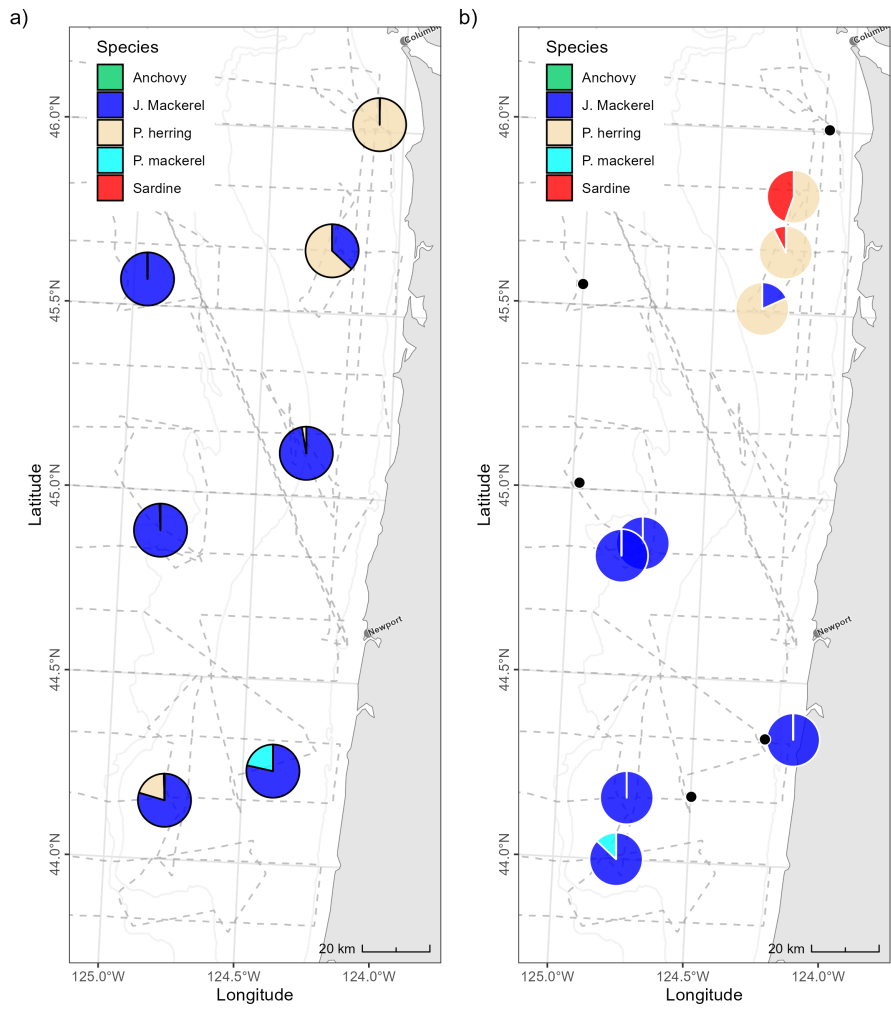 a)
Species
Anchovy
J. Mackerel
P. herring
P. mackerel
Sardine
Newport
46.0°N
45.5°N
45.0°N
44.5°N
44.0°N
Latitude
20 km
125.0°W 124.5°W 124.0°W
Longitude
b)
Species
Anchovy
J. Mackerel
P. herring
P. mackerel
Sardine
Newport
46.0°N
45.5°N
45.0°N
44.5°N
44.0°N
Latitude
20 km
125.0°W 124.5°W 124.0°W
Longitude